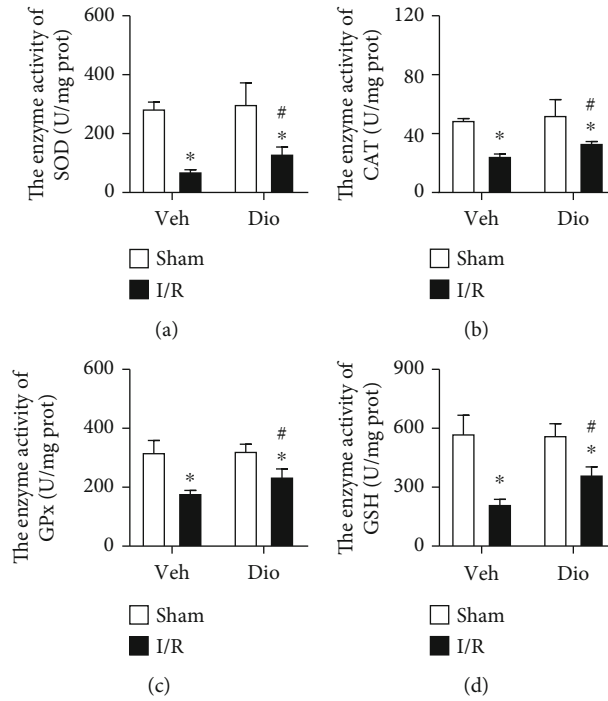 The enzyme activity of
SOD (U/mg prot)
600
400
200
0
*
#
*
Veh
Dio
Sham
I/R
(a)
The enzyme activity of
CAT (U/mg prot)
120
80
40
0
*
#
*
Veh
Dio
Sham
I/R
(b)
The enzyme activity of
GPx (U/mg prot)
600
400
200
0
*
#
*
Veh
Dio
Sham
I/R
(c)
The enzyme activity of
GSH (U/mg prot)
900
600
300
0
*
#
*
Veh
Dio
Sham
I/R
(d)